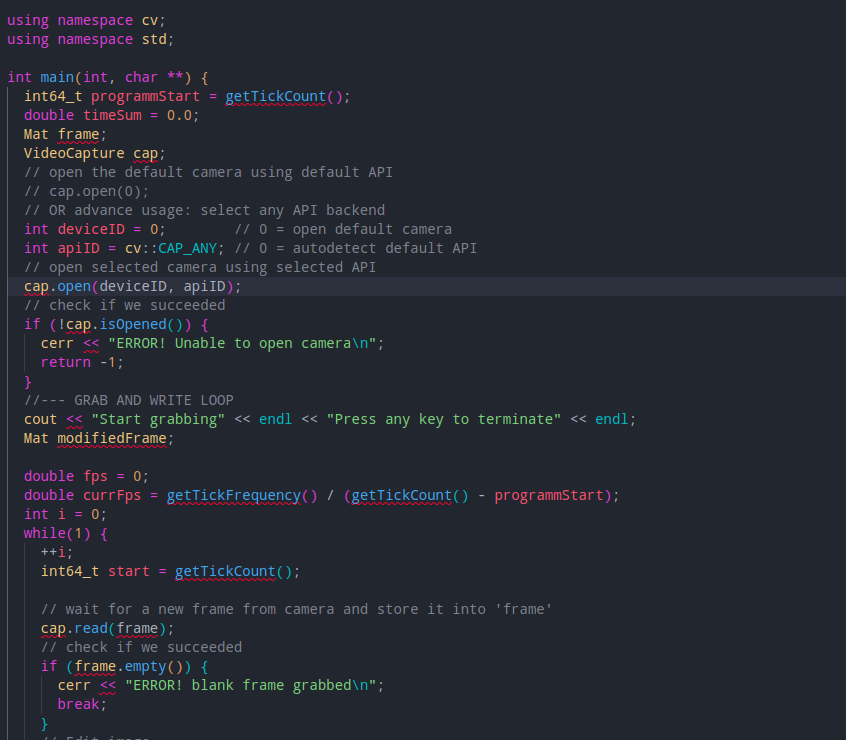 using namespace cv;
using namespace std;
int main(int, char **) {
int64_t programmStart = getTickCount();
double timeSum = 0.0;
Mat frame;
VideoCapture cap;
// open the default camera using default API
// cap.open(0);
// OR advance usage: select any API backend
int deviceID = 0; // 0 = open default camera
int apiID = cv::CAP_ANY; // 0 = autodetect default API
// open selected camera using selected API
cap.open(deviceID, apiID);
// check if we succeeded
if (!cap.isOpened()) {
cerr << "ERROR! Unable to open camera\n";
return -1;
}
//--- GRAB AND WRITE LOOP
cout << "Start grabbing" << endl << "Press any key to terminate" << endl;
Mat modifiedFrame;
double fps = 0;
double currFps = getTickFrequency() / (getTickCount() - programmStart);
int i = 0;
while(1) {
++i;
int64_t start = getTickCount();
// wait for a new frame from camera and store it into 'frame'
cap.read(frame);
// check if we succeeded
if (frame.empty()) {
cerr << "ERROR! blank frame grabbed\n";
break;
}
// Edit image